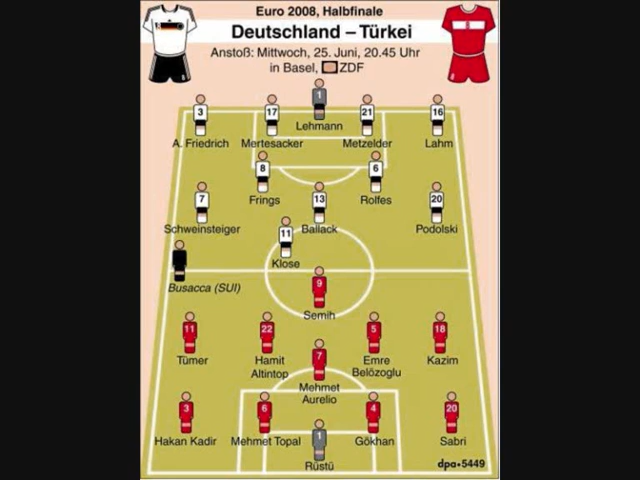 Euro 2008, Halbfinale
Deutschland – Türkei
Anstoß: Mittwoch, 25. Juni, 20.45 Uhr
in Basel, ZDF
1
Lehmann
3 17 21 16
A. Friedrich Mertesacker Metzelder Lahm
8 6
Frings Rolfes
7 13 20
Schweinsteiger Ballack Podolski
11
Klose
Busacca (SUI)
9
Semih
11 22 5 18
Tümer Hamit Altintop Emre Belözoglu Kazim
7
Mehmet Aurelio
3 6 4 20
Hakan Kadir Mehmet Topal Gökhan Sabri
1
Rüstü
dpa•5449